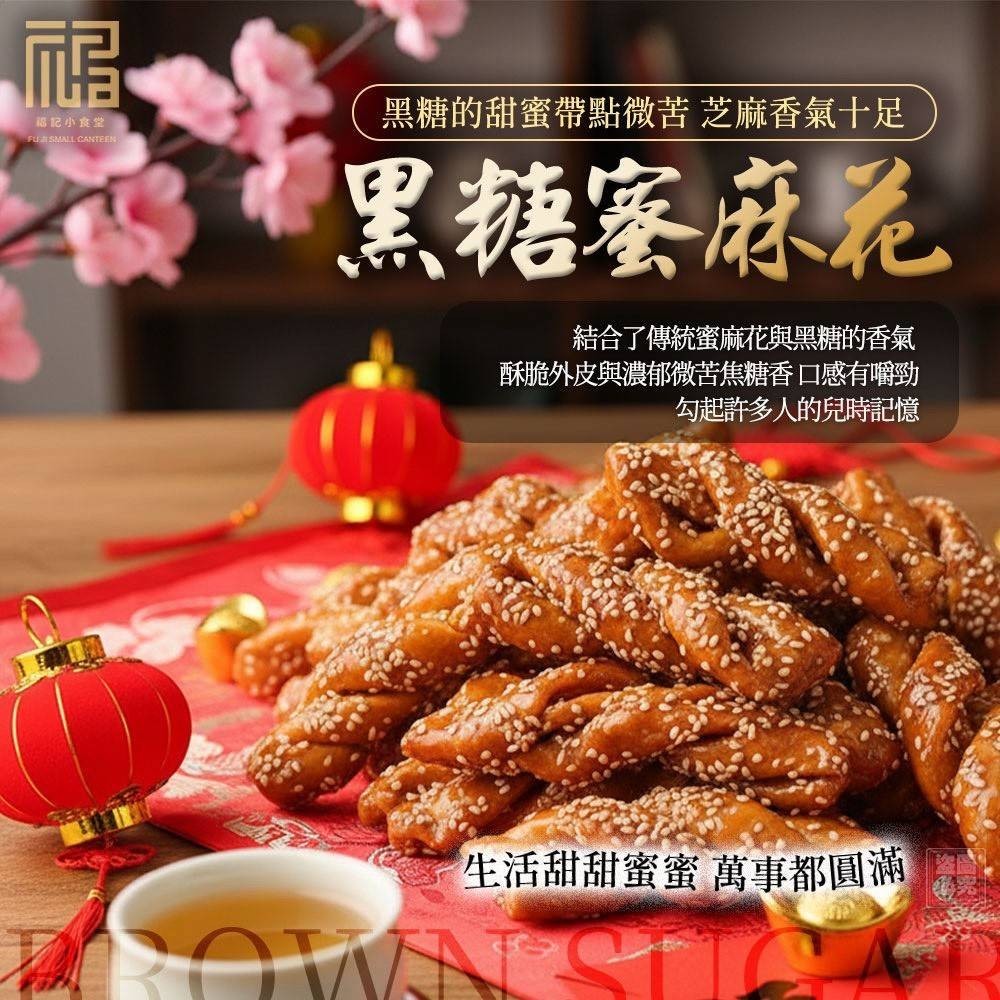 福記小食堂
FU JI SMALL CANTEEN
黑糖的甜蜜帶點微苦 芝麻香氣十足
黑糖蜜麻花
結合了傳統蜜麻花與黑糖的香氣
酥脆外皮與濃郁微苦焦糖香 口感有嚼勁
勾起許多人的兒時記憶
生活甜甜蜜蜜 萬事都圓滿
BROWN SUGAR